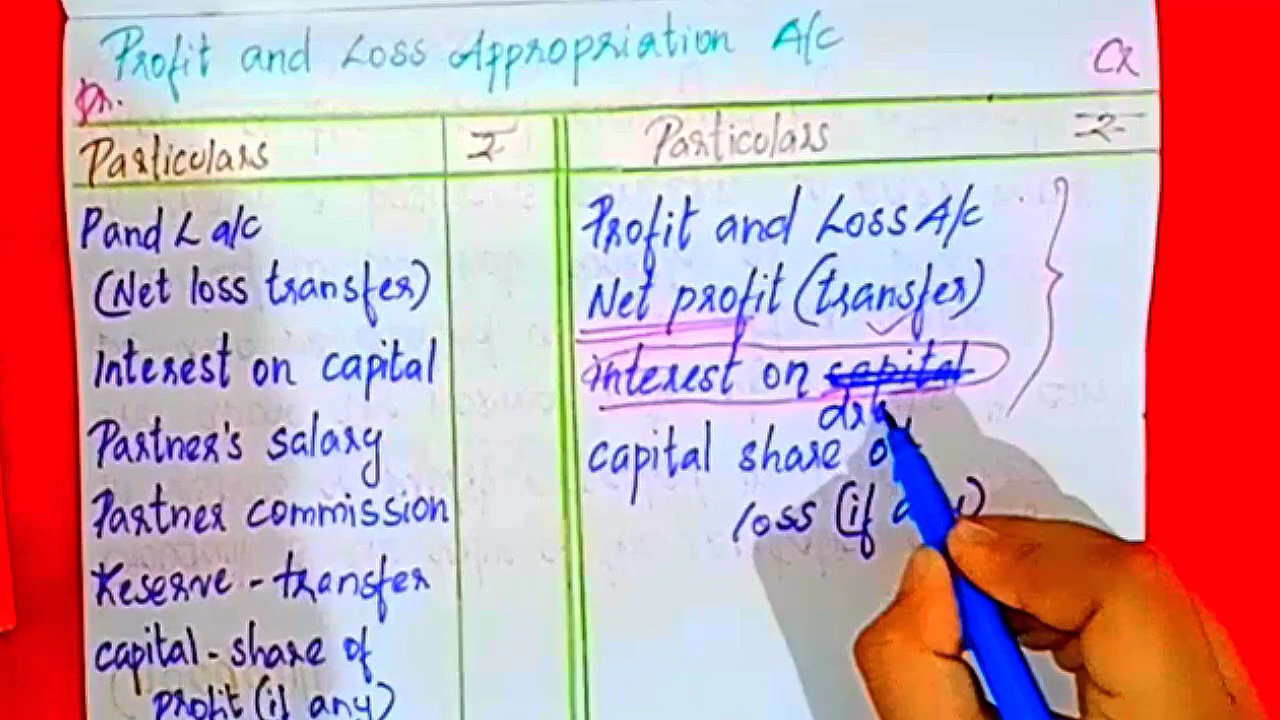 Profit and Loss Appropriation A/c
Dr.
Cr
Particulars
₹
Particulars
₹
P and L a/c
(Net loss transfer)
Interest on capital
Partner's salary
Partner commission
Reserve - transfer
capital - share of
profit (if any)
Profit and Loss A/c
Net profit (transfer)
interest on capital
capital share
loss (if